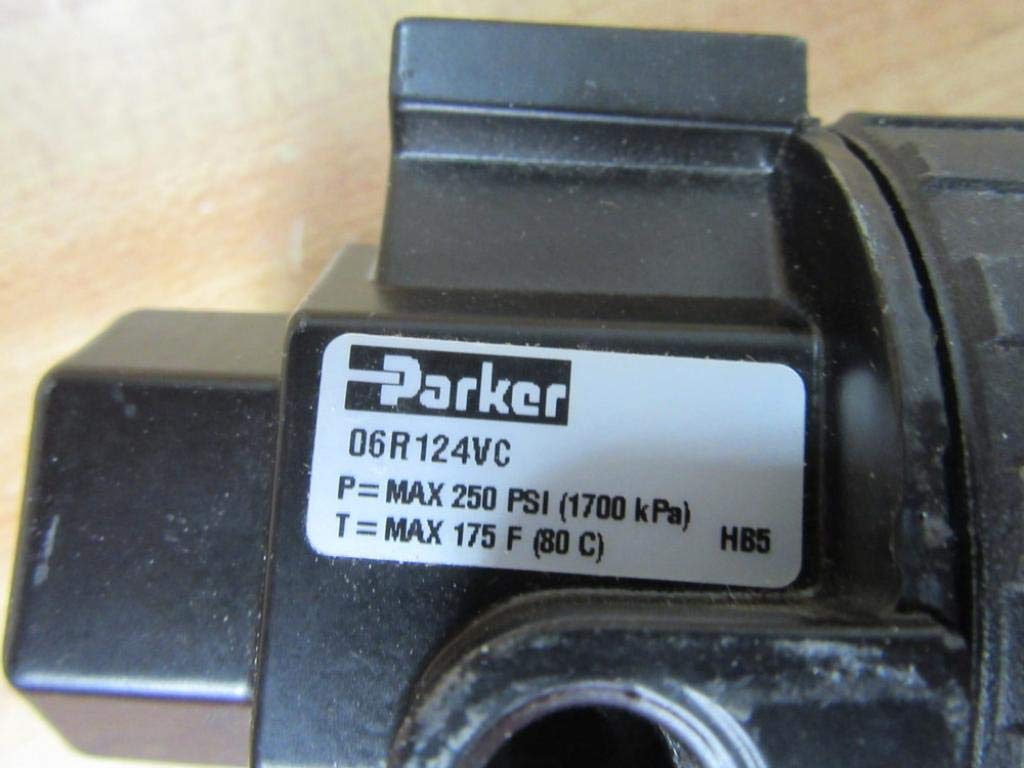 Parker
06R124VC
P= MAX 250 PSI (1700 kPa)
T= MAX 175 F (80 C) HB5